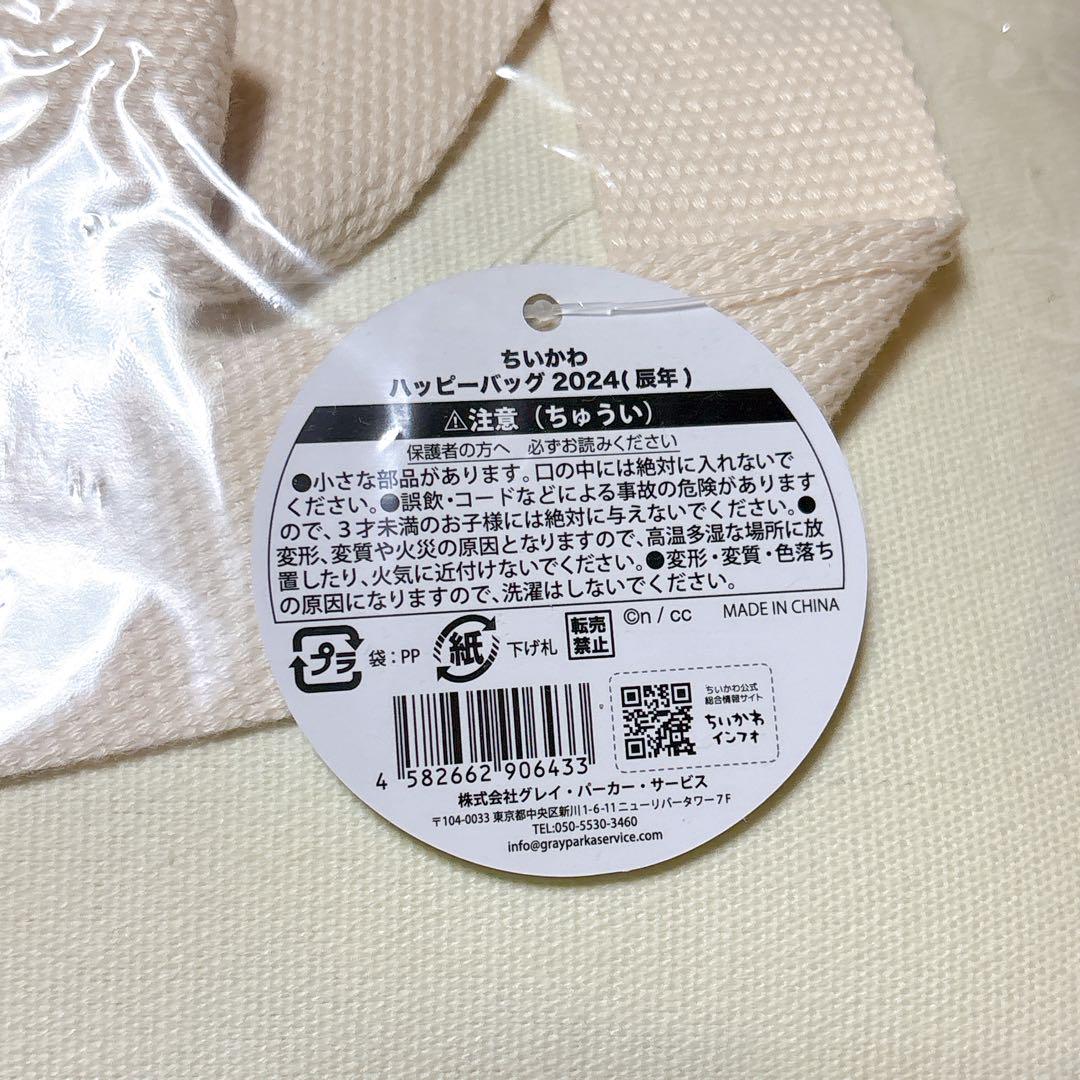 ちいかわ
ハッピーバッグ 2024( 辰年 )
⚠注意（ちゅうい）
保護者の方へ 必ずお読みください
●小さな部品があります。口の中には絶対に入れないで
ください。●誤飲・コードなどによる事故の危険があります
ので、３才未満のお子様には絶対に与えないでください。●
変形、変質や火災の原因となりますので、高温多湿な場所に放
置したり、火気に近付けないでください。●変形・変質・色落ち
の原因になりますので、洗濯はしないでください。
©n / cc MADE IN CHINA
プラ 袋 : PP 紙 下げ札 転売禁止
ちいかわ公式
総合情報サイト
ちいかわ
インフォ
4 582662 906433
株式会社グレイ・パーカー・サービス
〒104-0033 東京都中央区新川1-6-11ニューリバータワー７F
TEL:050-5530-3460
info@grayparkaservice.com